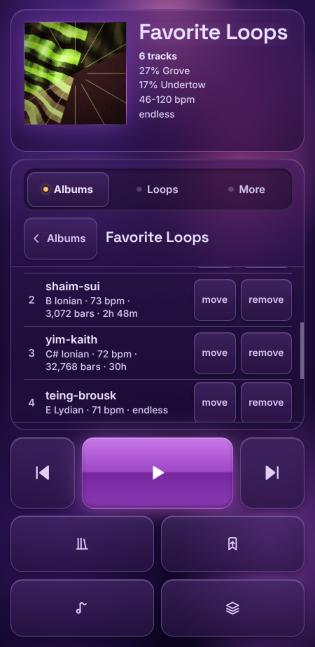 Favorite Loops
6 tracks
27% Grove
17% Undertow
46-120 bpm
endless
Albums
Loops
More
Albums
Favorite Loops
2
shaim-sui
B Ionian · 73 bpm ·
3,072 bars · 2h 48m
move
remove
3
yim-kaith
C# Ionian · 72 bpm ·
32,768 bars · 30h
move
remove
4
teing-brousk
E Lydian · 71 bpm · endless
move
remove